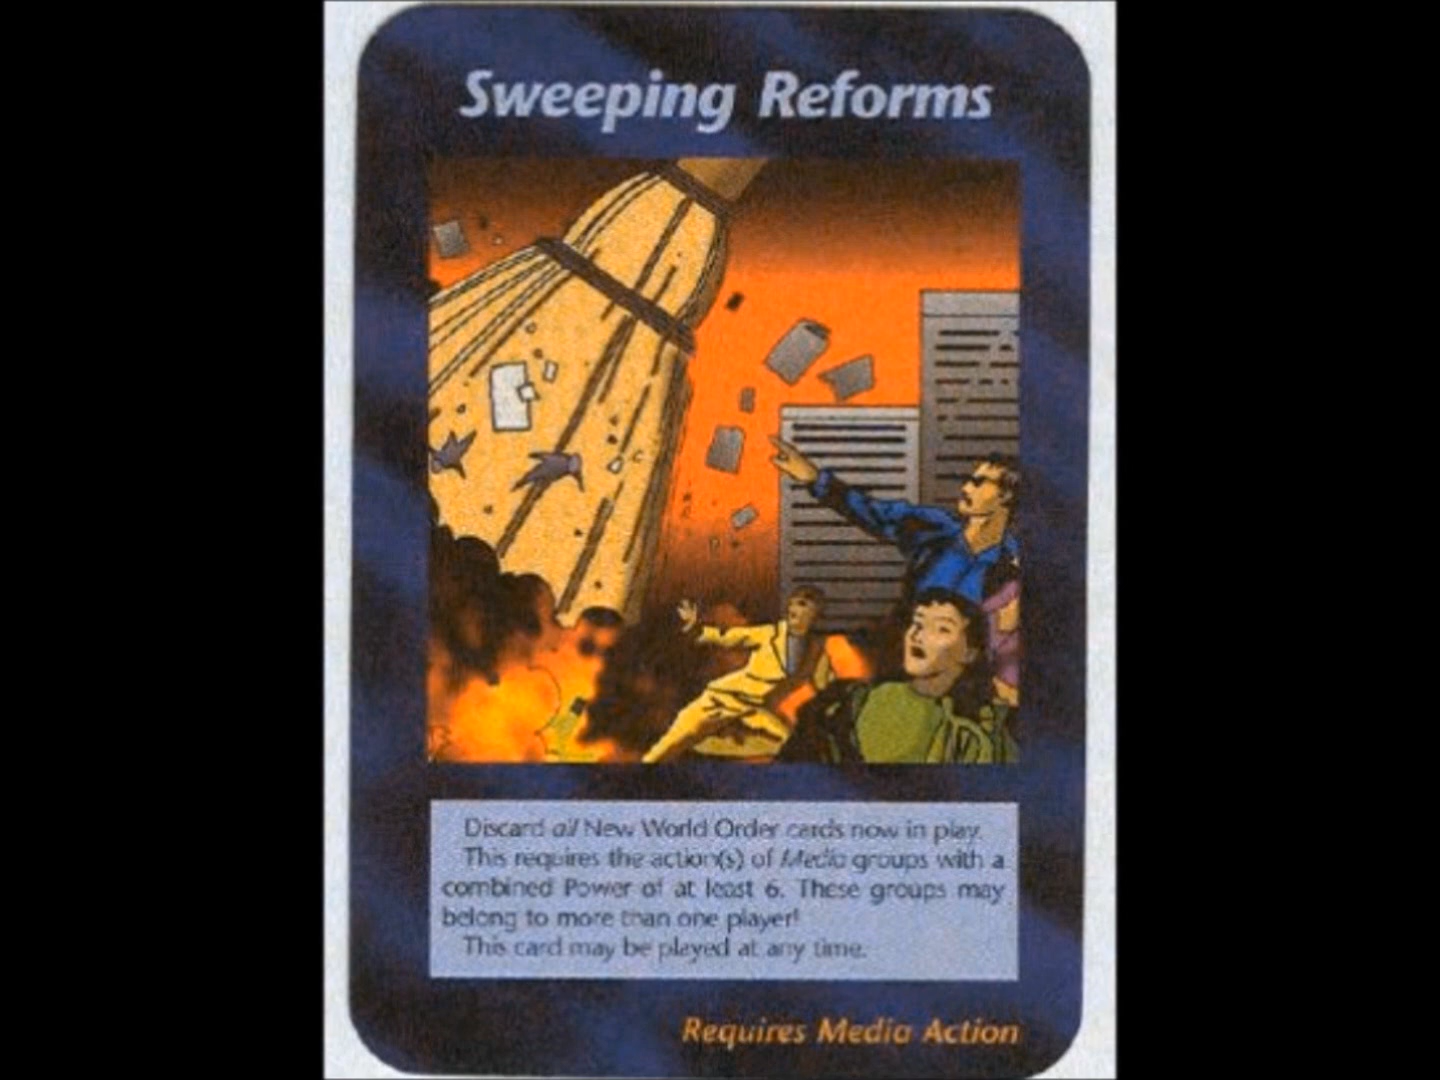 Sweeping Reforms
Discard all New World Order cards now in play.
This requires the action(s) of Media groups with a
combined Power of at least 6. These groups may
belong to more than one player!
This card may be played at any time.
Requires Media Action